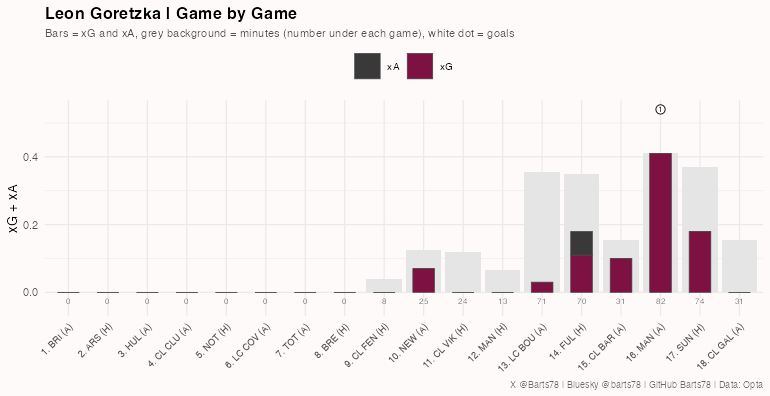 Leon Goretzka | Game by Game
Bars = xG and xA, grey background = minutes (number under each game), white dot = goals
xA xG
xG + xA
0.4
0.2
0.0
1
0 0 0 0 0 0 0 0 8 25 24 13 71 70 31 82 74 31
1. BRI (A)
2. ARS (H)
3. HUL (A)
4. CL CLU (A)
5. NOT (H)
6. LC COV (A)
7. TOT (A)
8. BRE (H)
9. CL FEN (H)
10. NEW (A)
11. CL VIK (H)
12. MAN (H)
13. LC BOU (A)
14. FUL (H)
15. CL BAR (A)
16. MAN (A)
17. SUN (H)
18. CL GAL (A)
X @Barts78 | Bluesky @barts78 | GitHub Barts78 | Data: Opta